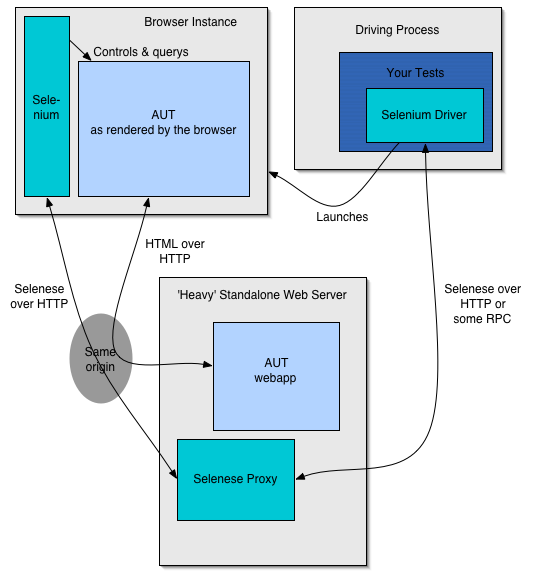 Browser Instance
Controls & querys
Sele-
nium
AUT
as rendered by the browser
Driving Process
Your Tests
Selenium Driver
Launches
HTML over
HTTP
Selenese
over HTTP
Same
origin
'Heavy' Standalone Web Server
AUT
webapp
Selenese Proxy
Selenese over
HTTP or
some RPC